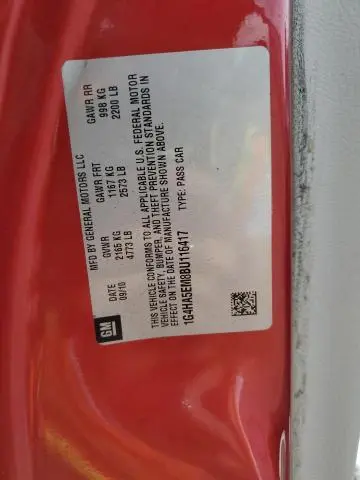 GM
MFD BY GENERAL MOTORS LLC
DATE GVWR GAWR FRT GAWR RR
09/10 2165 KG 1167 KG 998 KG
4773 LB 2573 LB 2200 LB
THIS VEHICLE CONFORMS TO ALL APPLICABLE U.S. FEDERAL MOTOR
VEHICLE SAFETY, BUMPER, AND THEFT PREVENTION STANDARDS IN
EFFECT ON THE DATE OF MANUFACTURE SHOWN ABOVE.
1G4HA5EM8BU116417 TYPE: PASS CAR